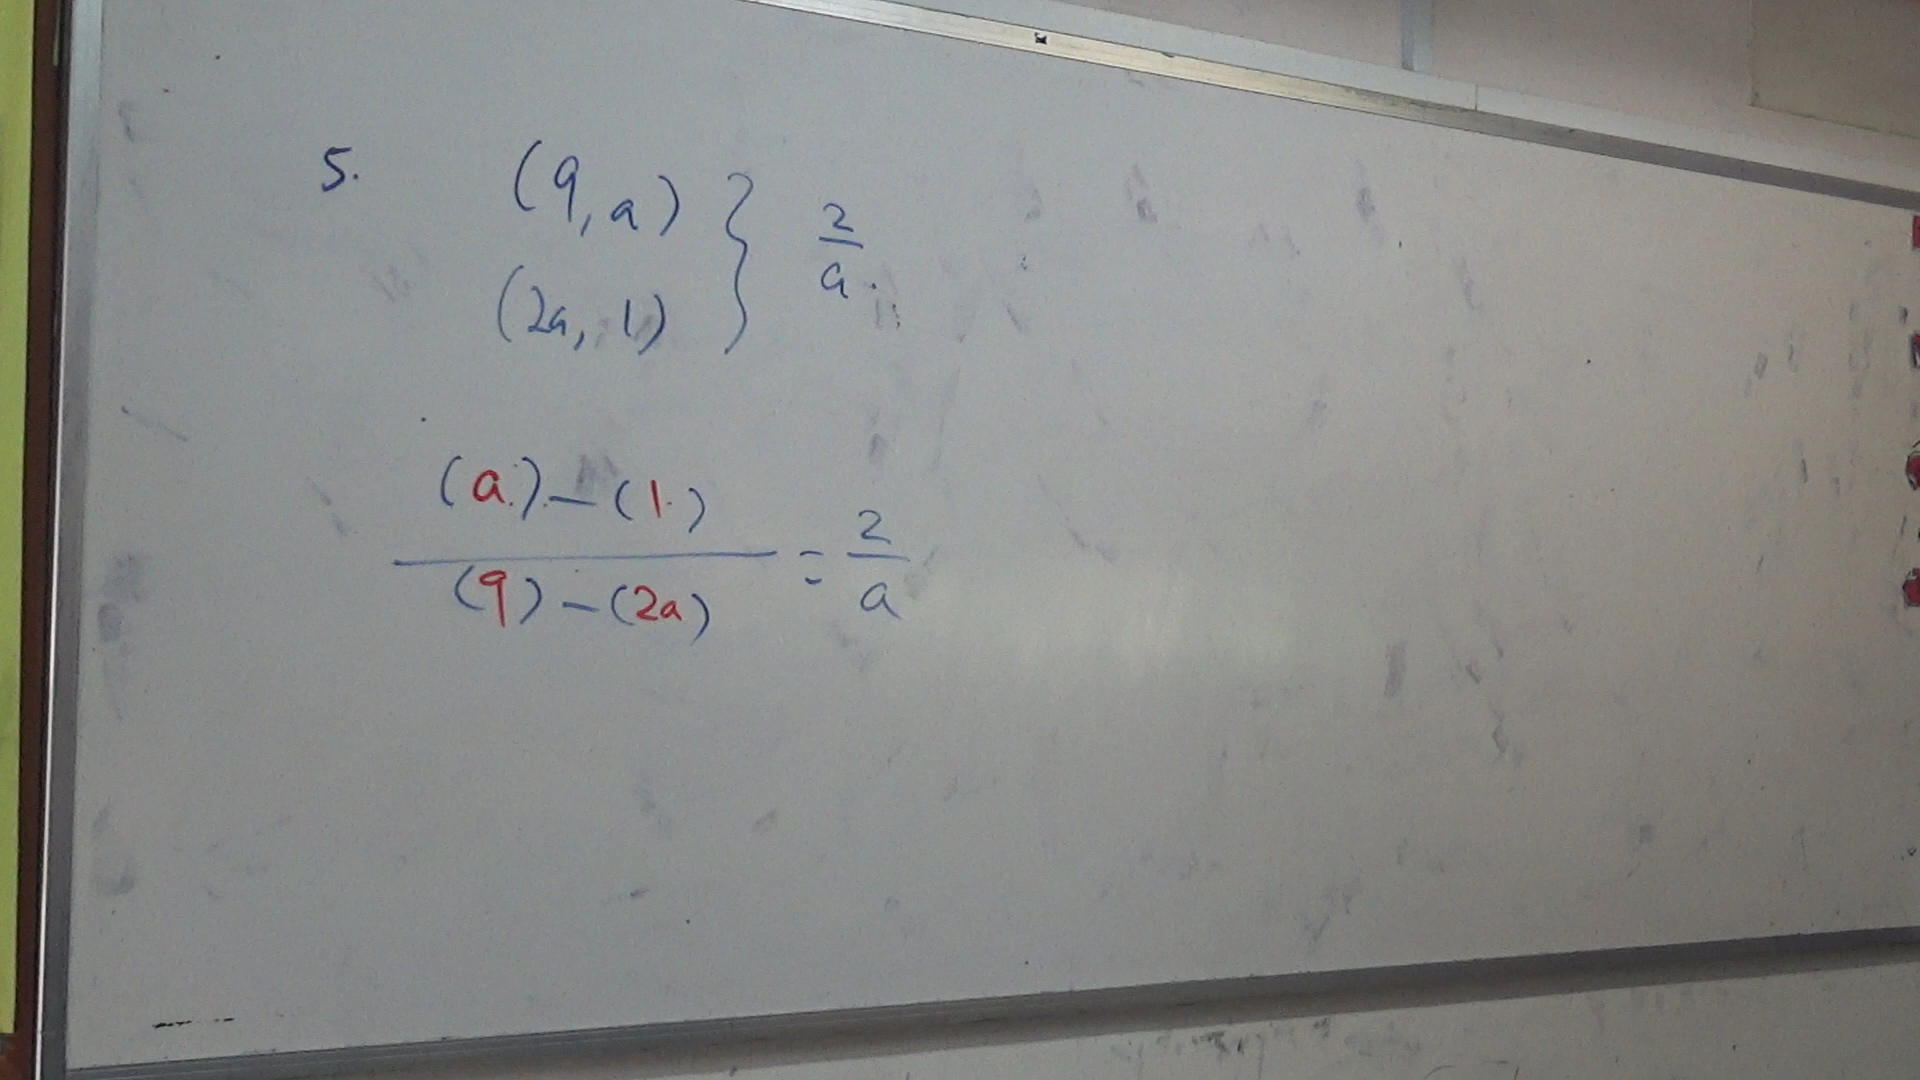 5. (9, a)
(2a, 1) } 2/a.
(a) - (1)
(9) - (2a) = 2/a